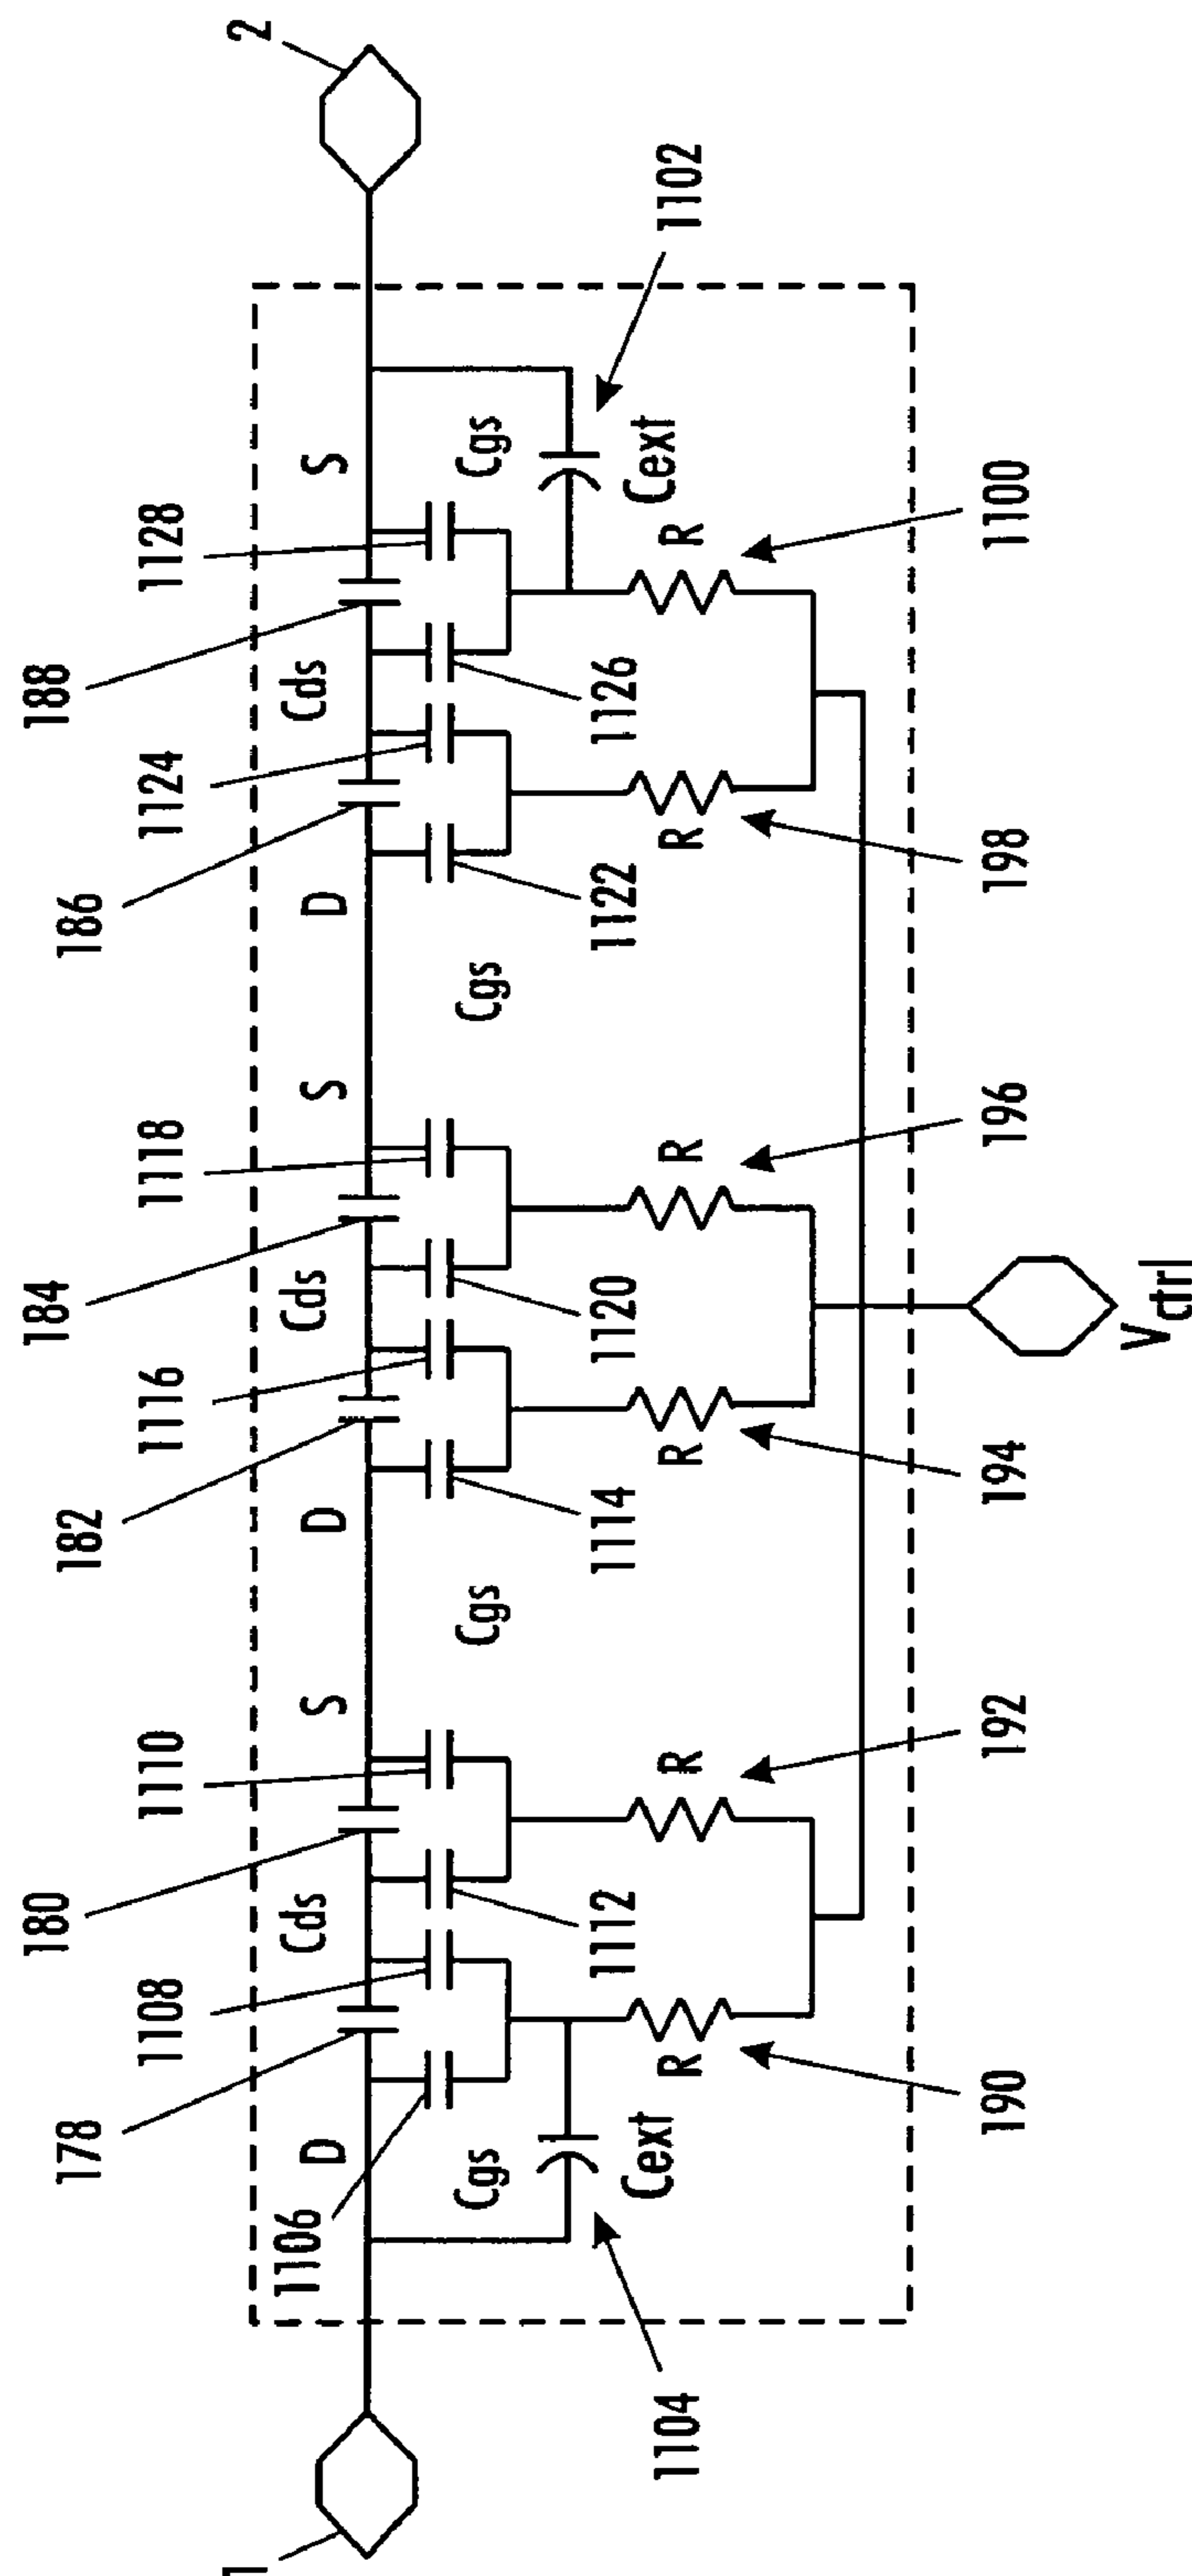 180 184 188
178 182 186 2
1108 1110 1116 1118 1124 1128
1106 D Cds S D Cds S D Cds S
Cgs Cgs Cgs Cgs
1112 1114 1120 1122 1126
Cext Cext
R R R R R R
1104 1102
190 192 194 196 198 1100
1
Vctrl